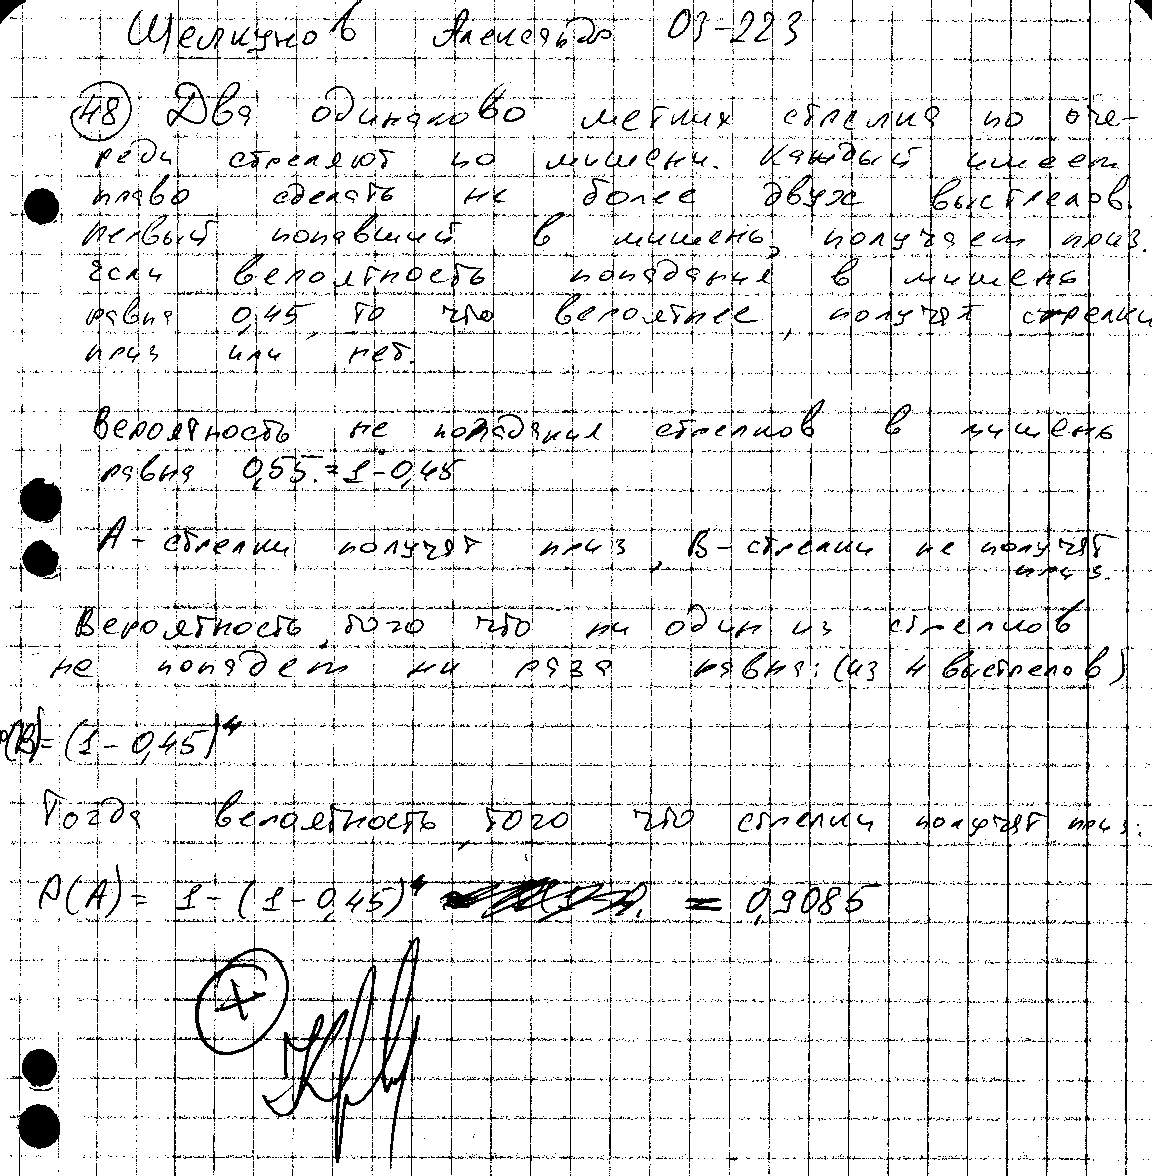 Шелкунов Александр 03-223
48 Два одинаково метких стрелка по оче-
реди стреляют по мишени. Каждый имеет
право сделать не более двух выстрелов.
Первый попавший в мишень, получает приз.
Если вероятность попадания в мишень
равна 0,45, то что вероятнее, получат стрелки
приз или нет.
Вероятность не попадания стрелков в мишень
равна 0,55.=1-0,45
А- стрелки получат приз, В- стрелки не получат
приз.
Вероятность, того что ни один из стрелков
не попадет ни раза равна: (из 4 выстрелов)
P(B)= (1-0,45)^4
Тогда вероятность, того что стрелки получат приз:
P(A)= 1-(1-0,45)^4 = 0,9085
+